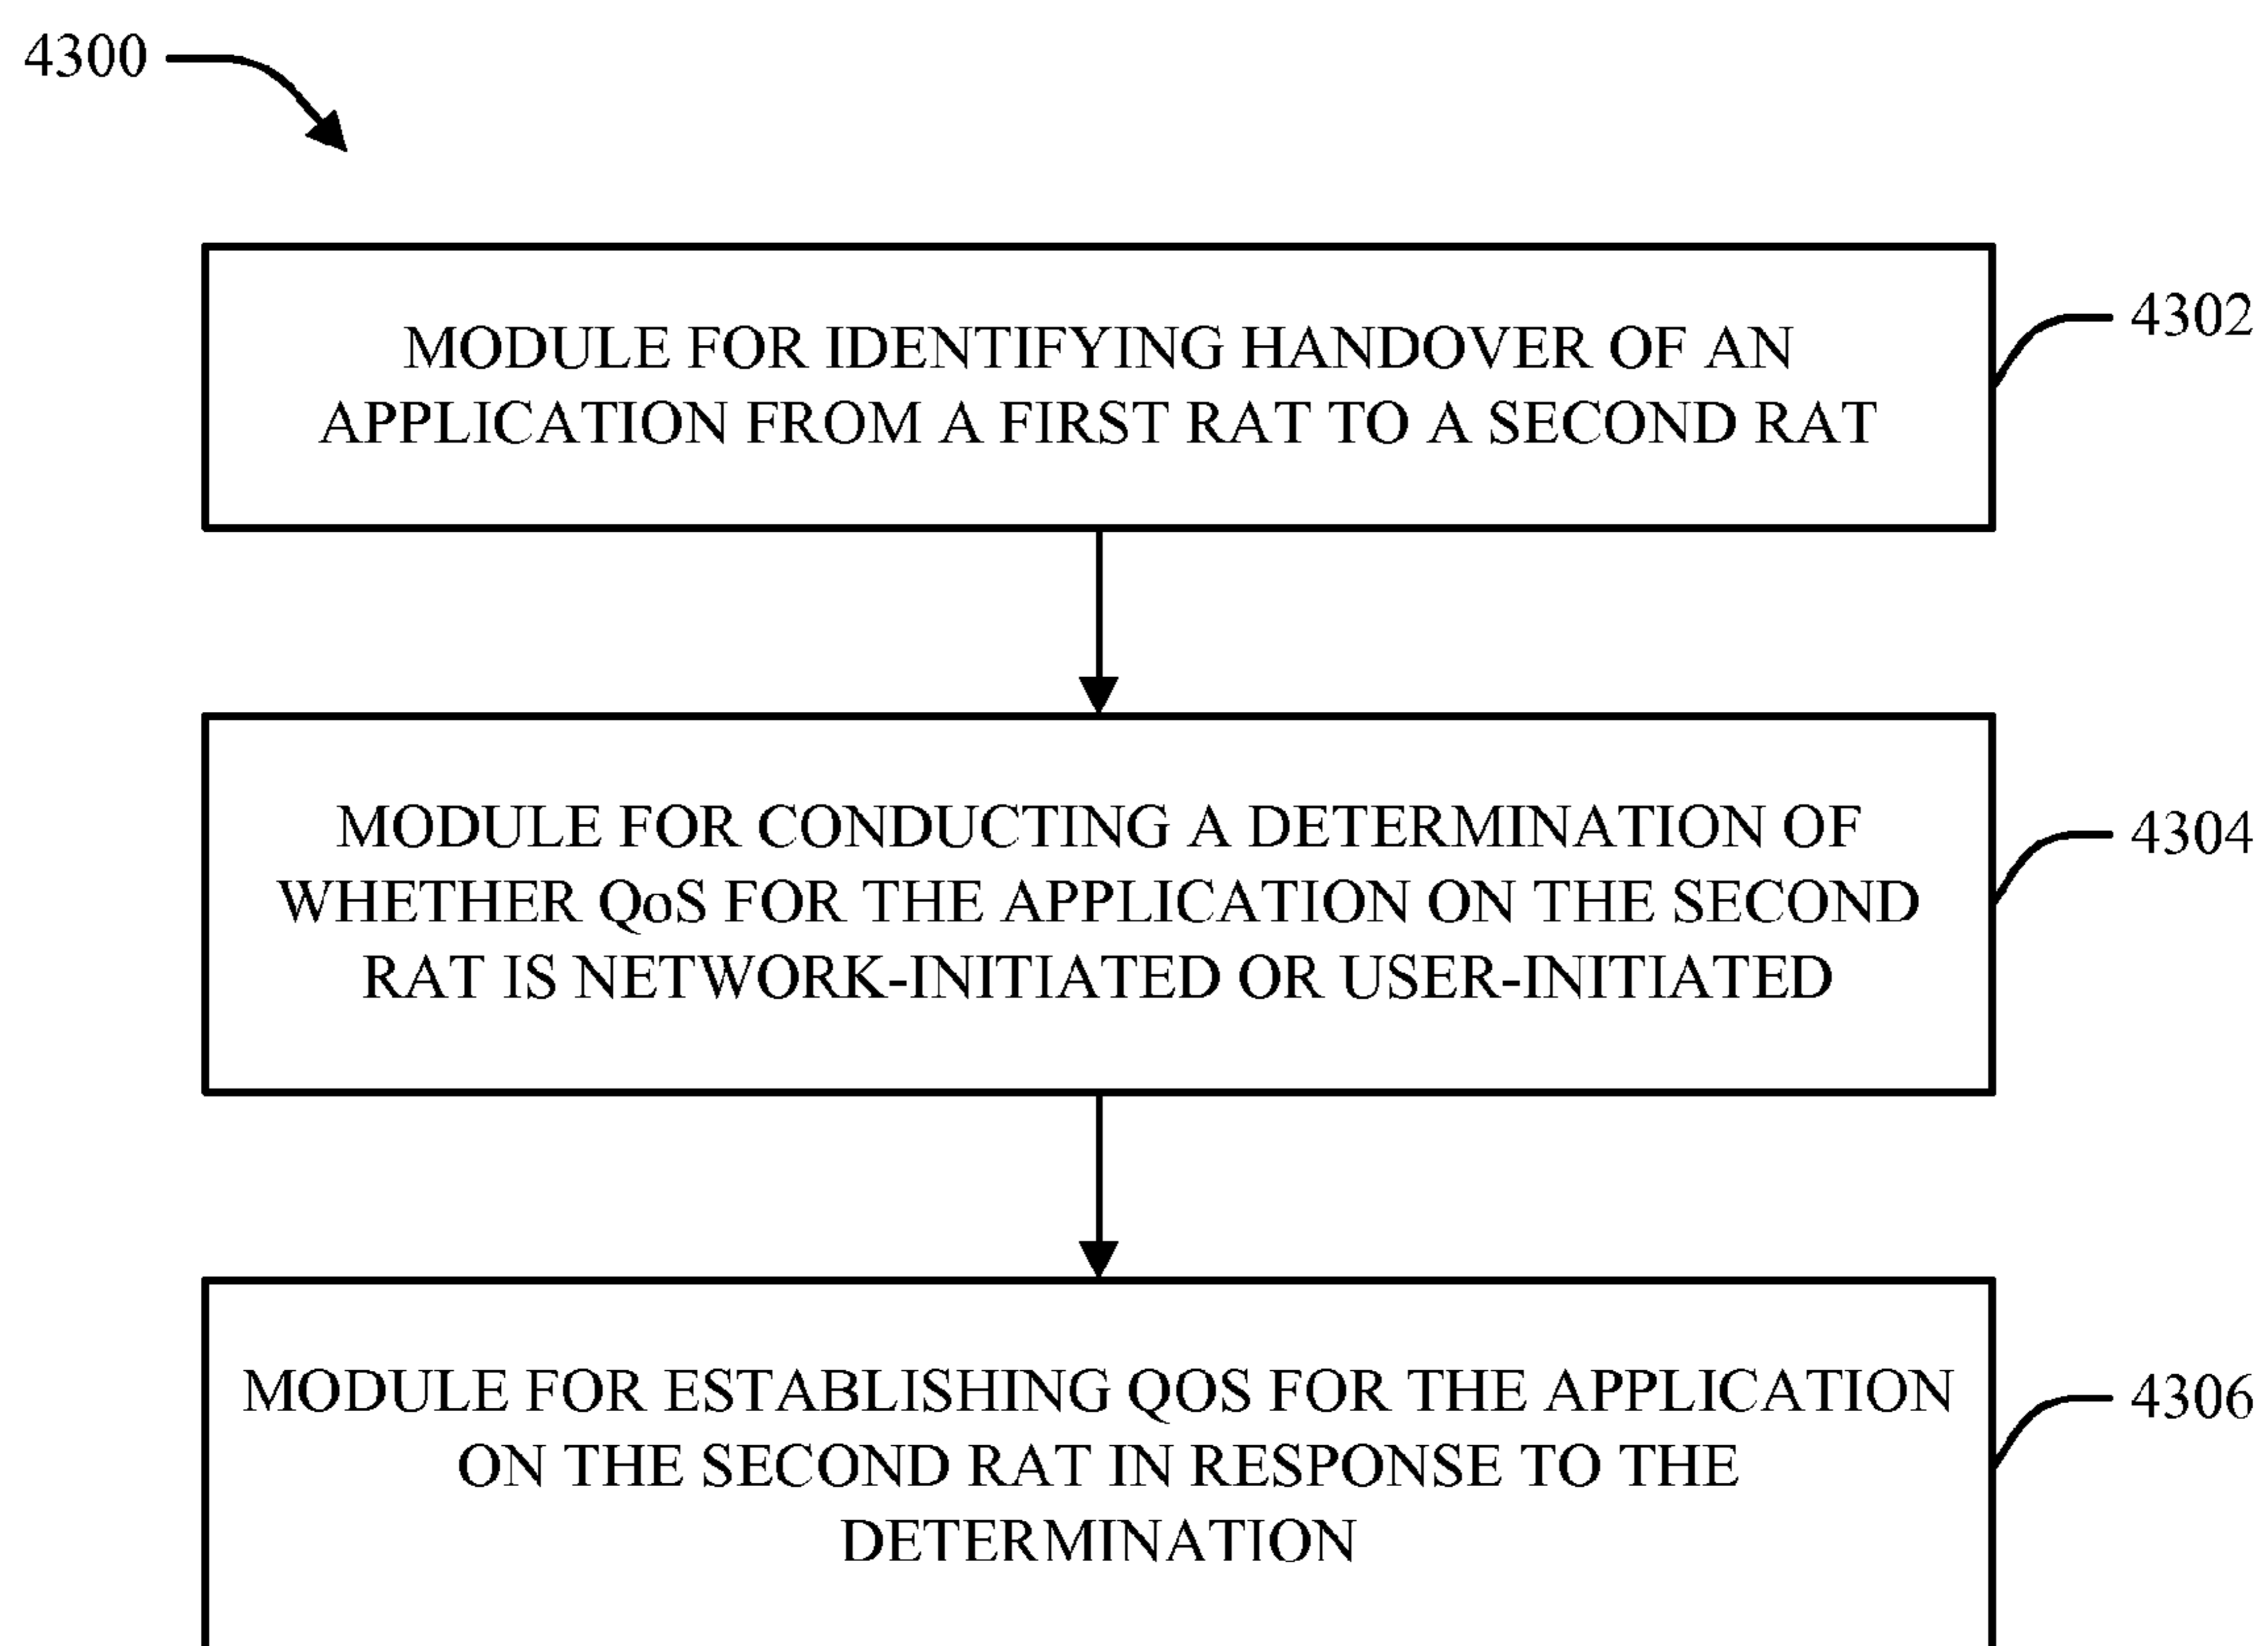 4300
MODULE FOR IDENTIFYING HANDOVER OF AN
APPLICATION FROM A FIRST RAT TO A SECOND RAT
4302
MODULE FOR CONDUCTING A DETERMINATION OF
WHETHER QoS FOR THE APPLICATION ON THE SECOND
RAT IS NETWORK-INITIATED OR USER-INITIATED
4304
MODULE FOR ESTABLISHING QOS FOR THE APPLICATION
ON THE SECOND RAT IN RESPONSE TO THE
DETERMINATION
4306